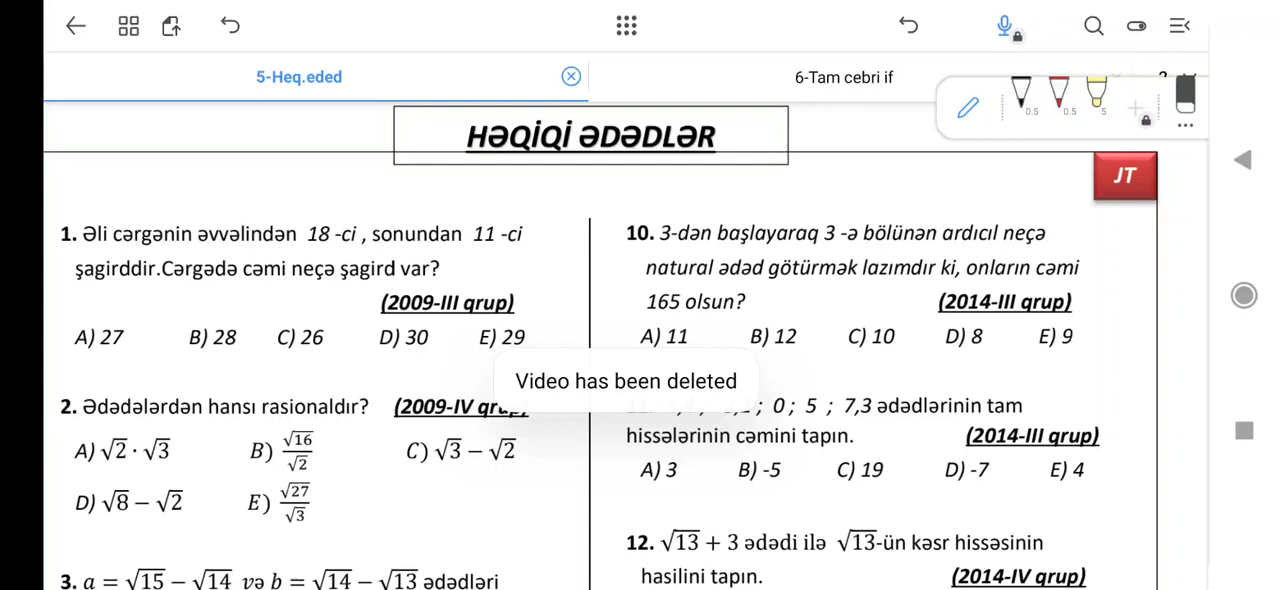 5-Heq.eded
6-Tam cebri if
0.5 0.5 5
HƏQİQİ ƏDƏDLƏR
JT
1. Əli cərgənin əvvəlindən 18 -ci , sonundan 11 -ci
şagirddir.Cərgədə cəmi neçə şagird var?
(2009-III qrup)
A) 27 B) 28 C) 26 D) 30 E) 29
2. Ədədələrdən hansı rasionaldır? (2009-IV
A) √2 · √3 B) √16/√2 C) √3 − √2
D) √8 − √2 E) √27/√3
3. a = √15 − √14 və b = √14 − √13 ədədləri
10. 3-dən başlayaraq 3 -ə bölünən ardıcıl neçə
natural ədəd götürmək lazımdır ki, onların cəmi
165 olsun? (2014-III qrup)
A) 11 B) 12 C) 10 D) 8 E) 9
Video has been deleted
; 0 ; 5 ; 7,3 ədədlərinin tam
hissələrinin cəmini tapın. (2014-III qrup)
A) 3 B) -5 C) 19 D) -7 E) 4
12. √13 + 3 ədədi ilə √13-ün kəsr hissəsinin
hasilini tapın. (2014-IV qrup)